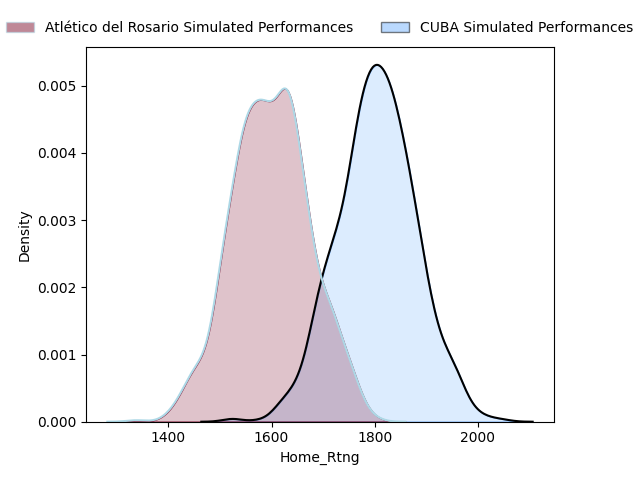 Atlético del Rosario Simulated Performances CUBA Simulated Performances
0.005
0.004
0.003
0.002
0.001
0.000
Density
1400 1600 1800 2000
Home_Rtng